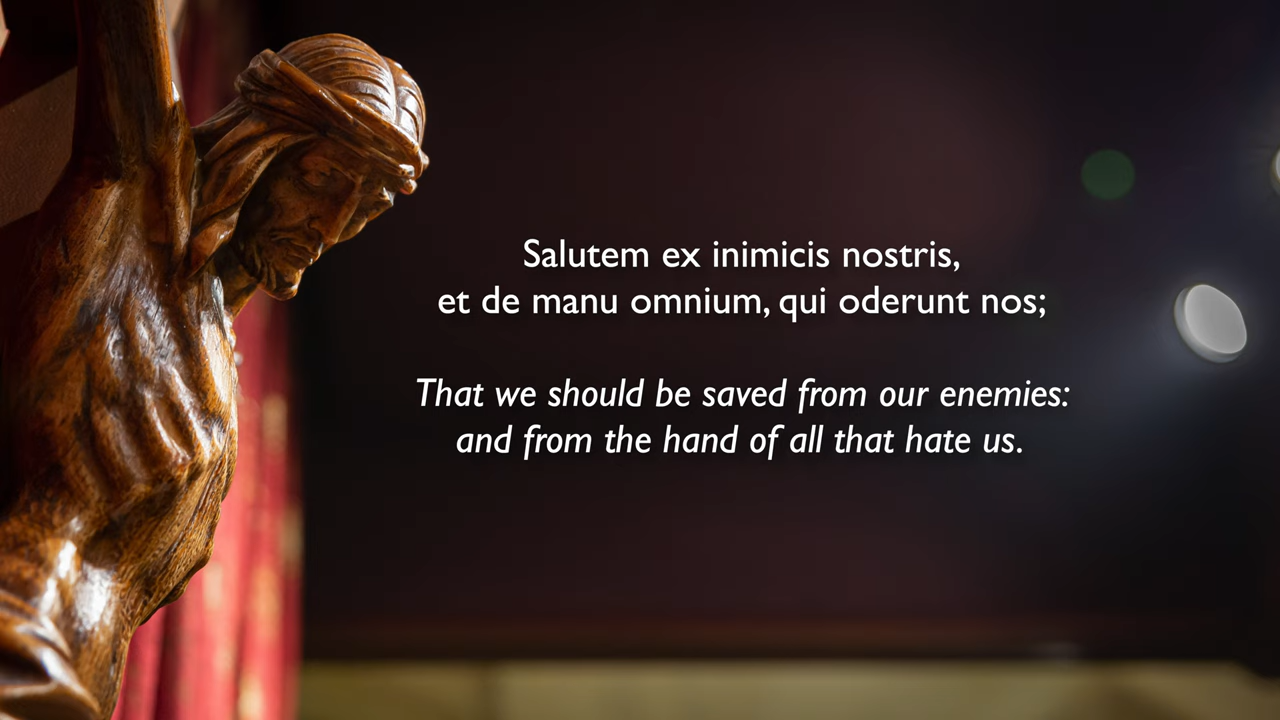 Salutem ex inimicis nostris,
et de manu omnium, qui oderunt nos;
That we should be saved from our enemies:
and from the hand of all that hate us.